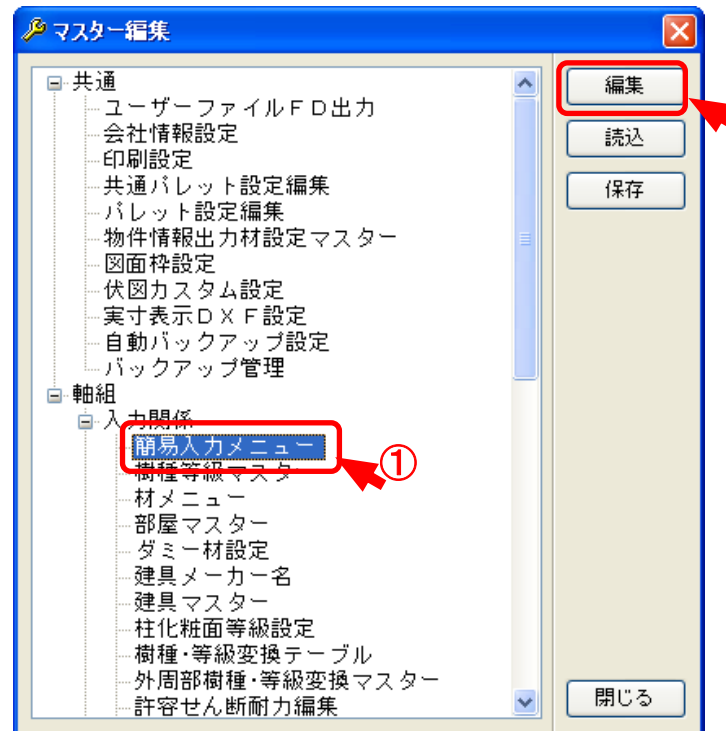 マスター編集
共通
ユーザーファイルＦＤ出力
会社情報設定
印刷設定
共通パレット設定編集
パレット設定編集
物件情報出力材設定マスター
図面枠設定
伏図カスタム設定
実寸表示ＤＸＦ設定
自動バックアップ設定
バックアップ管理
軸組
入力関係
簡易入力メニュー
①
樹種等級マスター
材メニュー
部屋マスター
ダミー材設定
建具メーカー名
建具マスター
柱化粧面等級設定
樹種･等級変換テーブル
外周部樹種･等級変換マスター
許容せん断耐力編集
編集
読込
保存
閉じる